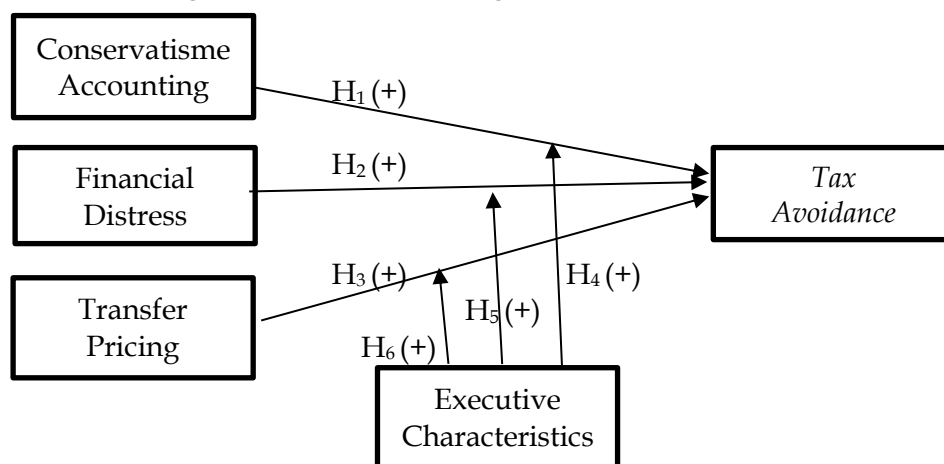 Conservatisme
Accounting
H₁ (+)
H₂ (+)
Financial
Distress
Tax
Avoidance
H₃ (+)
H₄ (+)
Transfer
Pricing
H₅ (+)
H₆ (+)
Executive
Characteristics